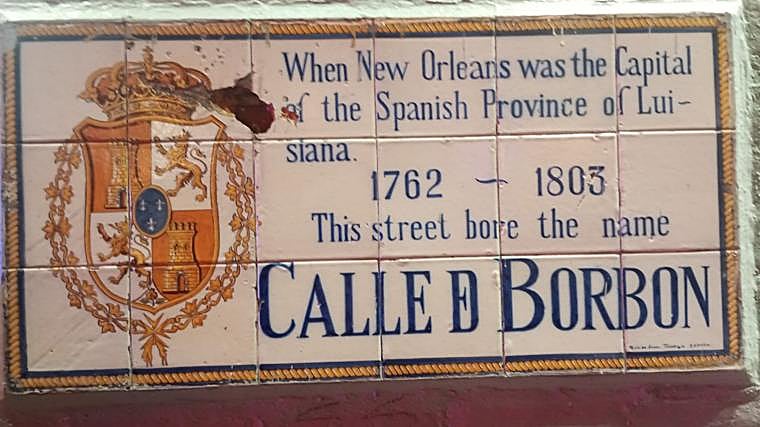 When New Orleans was the Capital
of the Spanish Province of Lui-
siana.
1762 ~ 1803
This street bore the name
CALLE D BORBON